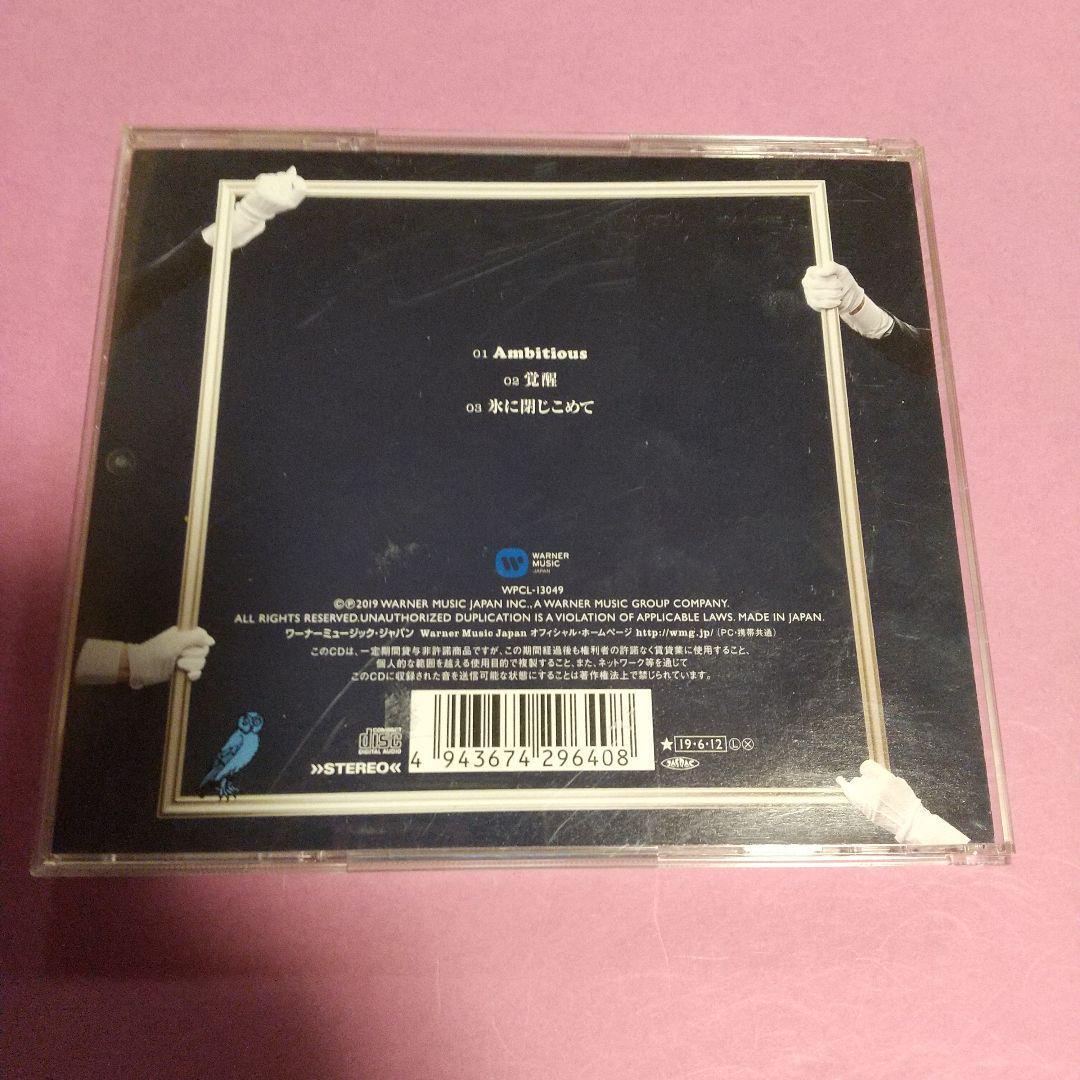 01 Ambitious
02 覚醒
03 氷に閉じこめて
WARNER
MUSIC
JAPAN
WPCL-13049
©℗2019 WARNER MUSIC JAPAN INC., A WARNER MUSIC GROUP COMPANY.
ALL RIGHTS RESERVED.UNAUTHORIZED DUPLICATION IS A VIOLATION OF APPLICABLE LAWS. MADE IN JAPAN.
ワーナーミュージック・ジャパン Warner Music Japan オフィシャル・ホームページ http://wmg.jp/ (PC・携帯共通)
このCDは、一定期間貸与非許諾商品ですが、この期間経過後も権利者の許諾なく賃貸業に使用すること、
個人的な範囲を越える使用目的で複製すること、また、ネットワーク等を通じて
このCDに収録された音を送信可能な状態にすることは著作権法上で禁じられています。
COMPACT
disc
DIGITAL AUDIO
»STEREO«
4 943674 296408
★ 19・6・12 Ⓛ Ⓧ
JASRAC